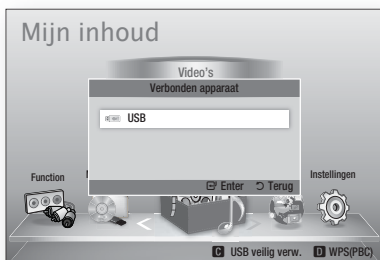 Mijn inhoud
Video's
Verbonden apparaat
USB
Enter Terug
Function
Instellingen
C USB veilig verw. D WPS(PBC)